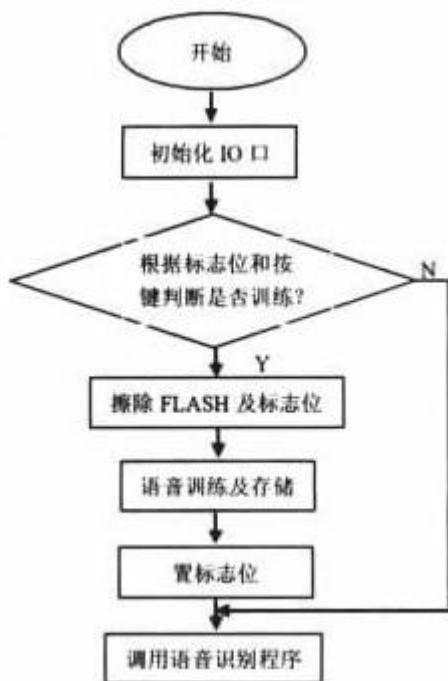 开始
初始化 IO 口
根据标志位和按
键判断是否训练?
N
Y
擦除 FLASH 及标志位
语音训练及存储
置标志位
调用语音识别程序